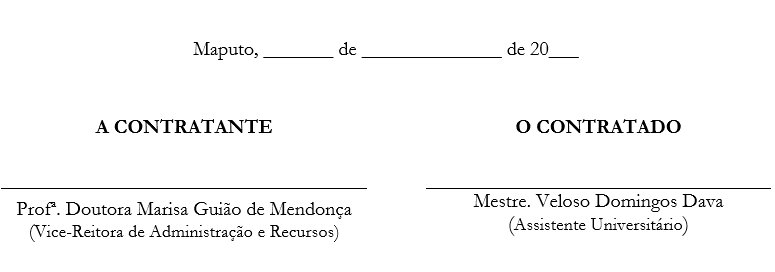 Maputo, _______ de ______________ de 20___
A CONTRATANTE
O CONTRATADO
Profª. Doutora Marisa Guião de Mendonça
(Vice-Reitora de Administração e Recursos)
Mestre. Veloso Domingos Dava
(Assistente Universitário)